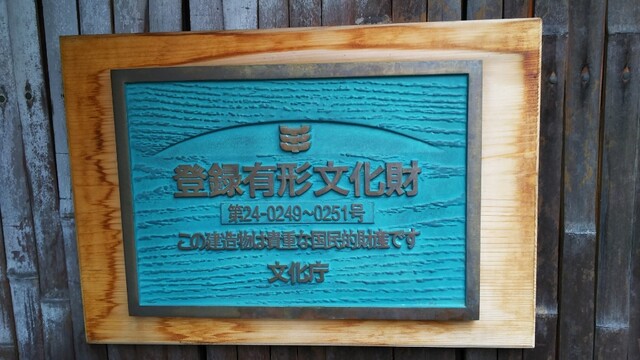 登録有形文化財
第24-0249〜0251号
この建造物は貴重な国民的財産です
文化庁